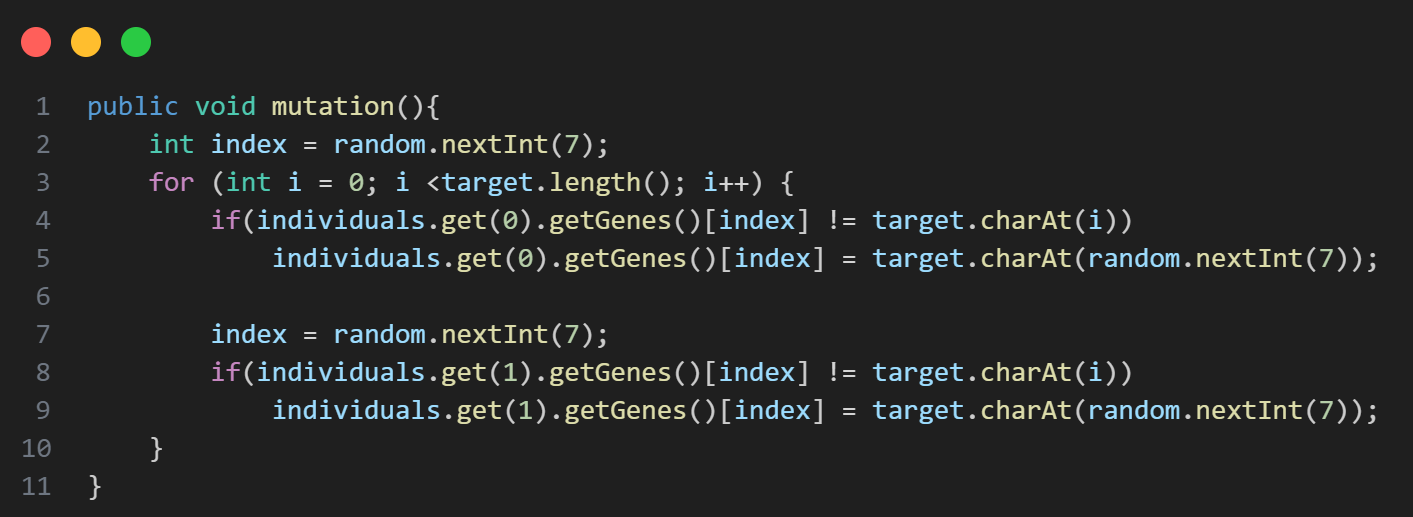 1 public void mutation(){
2     int index = random.nextInt(7);
3     for (int i = 0; i <target.length(); i++) {
4         if(individuals.get(0).getGenes()[index] != target.charAt(i))
5             individuals.get(0).getGenes()[index] = target.charAt(random.nextInt(7));
6
7         index = random.nextInt(7);
8         if(individuals.get(1).getGenes()[index] != target.charAt(i))
9             individuals.get(1).getGenes()[index] = target.charAt(random.nextInt(7));
10     }
11 }